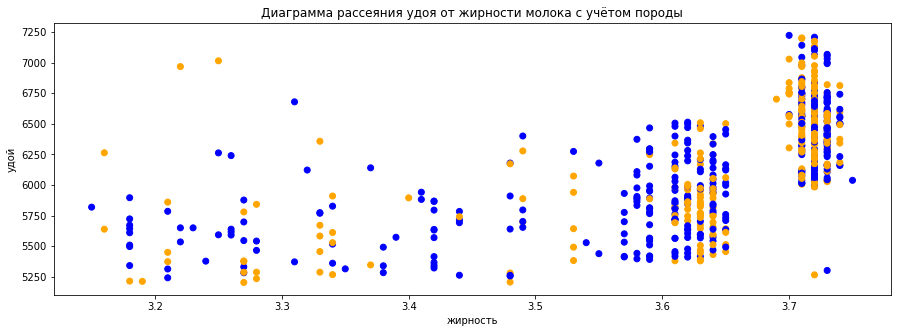 Диаграмма рассеяния удоя от жирности молока с учётом породы
7250
7000
6750
6500
6250
6000
5750
5500
5250
удой
3.2 3.3 3.4 3.5 3.6 3.7
жирность